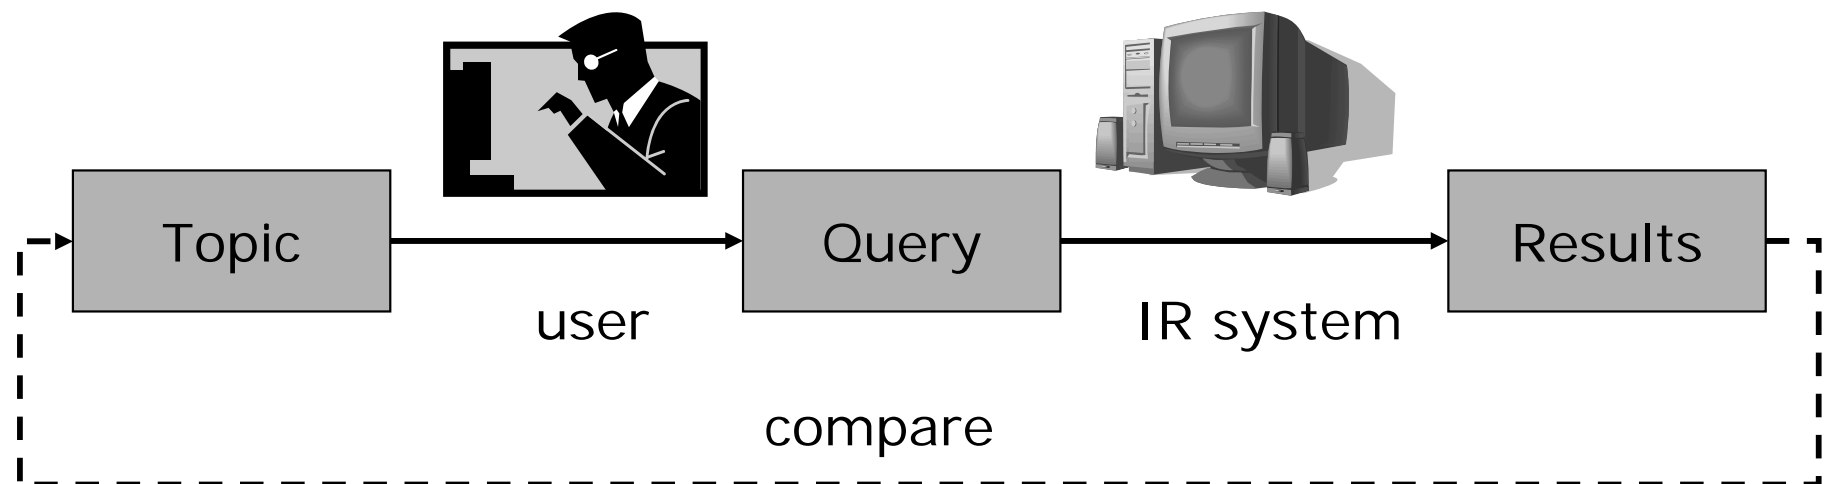 Topic
Query
Results
user
IR system
compare